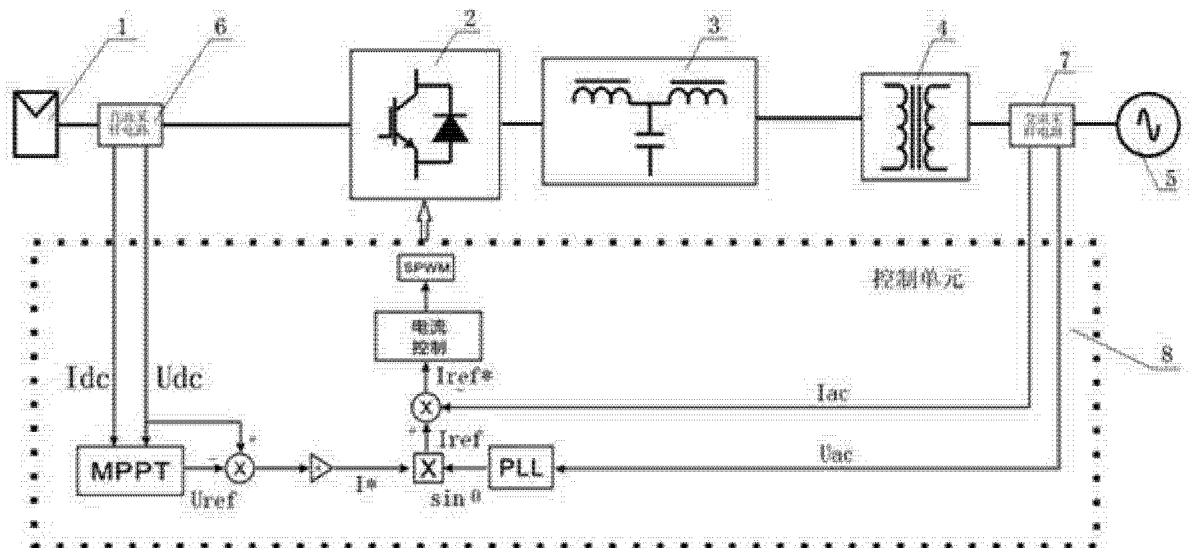 1
6
2
3
4
7
5
SPWM
控制单元
电流
控制
8
Idc
Udc
Iref*
Iac
Iref
Uac
MPPT
PLL
Uref
I*
sin θ